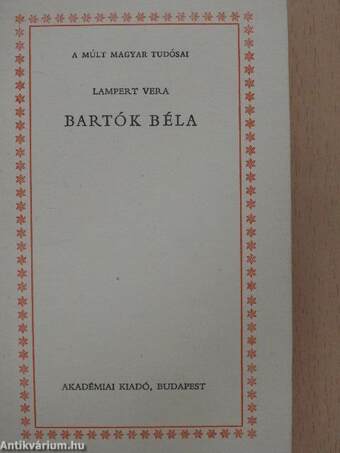 A MÚLT MAGYAR TUDÓSAI
LAMPERT VERA
BARTÓK BÉLA
AKADÉMIAI KIADÓ, BUDAPEST
Antikvárium.hu